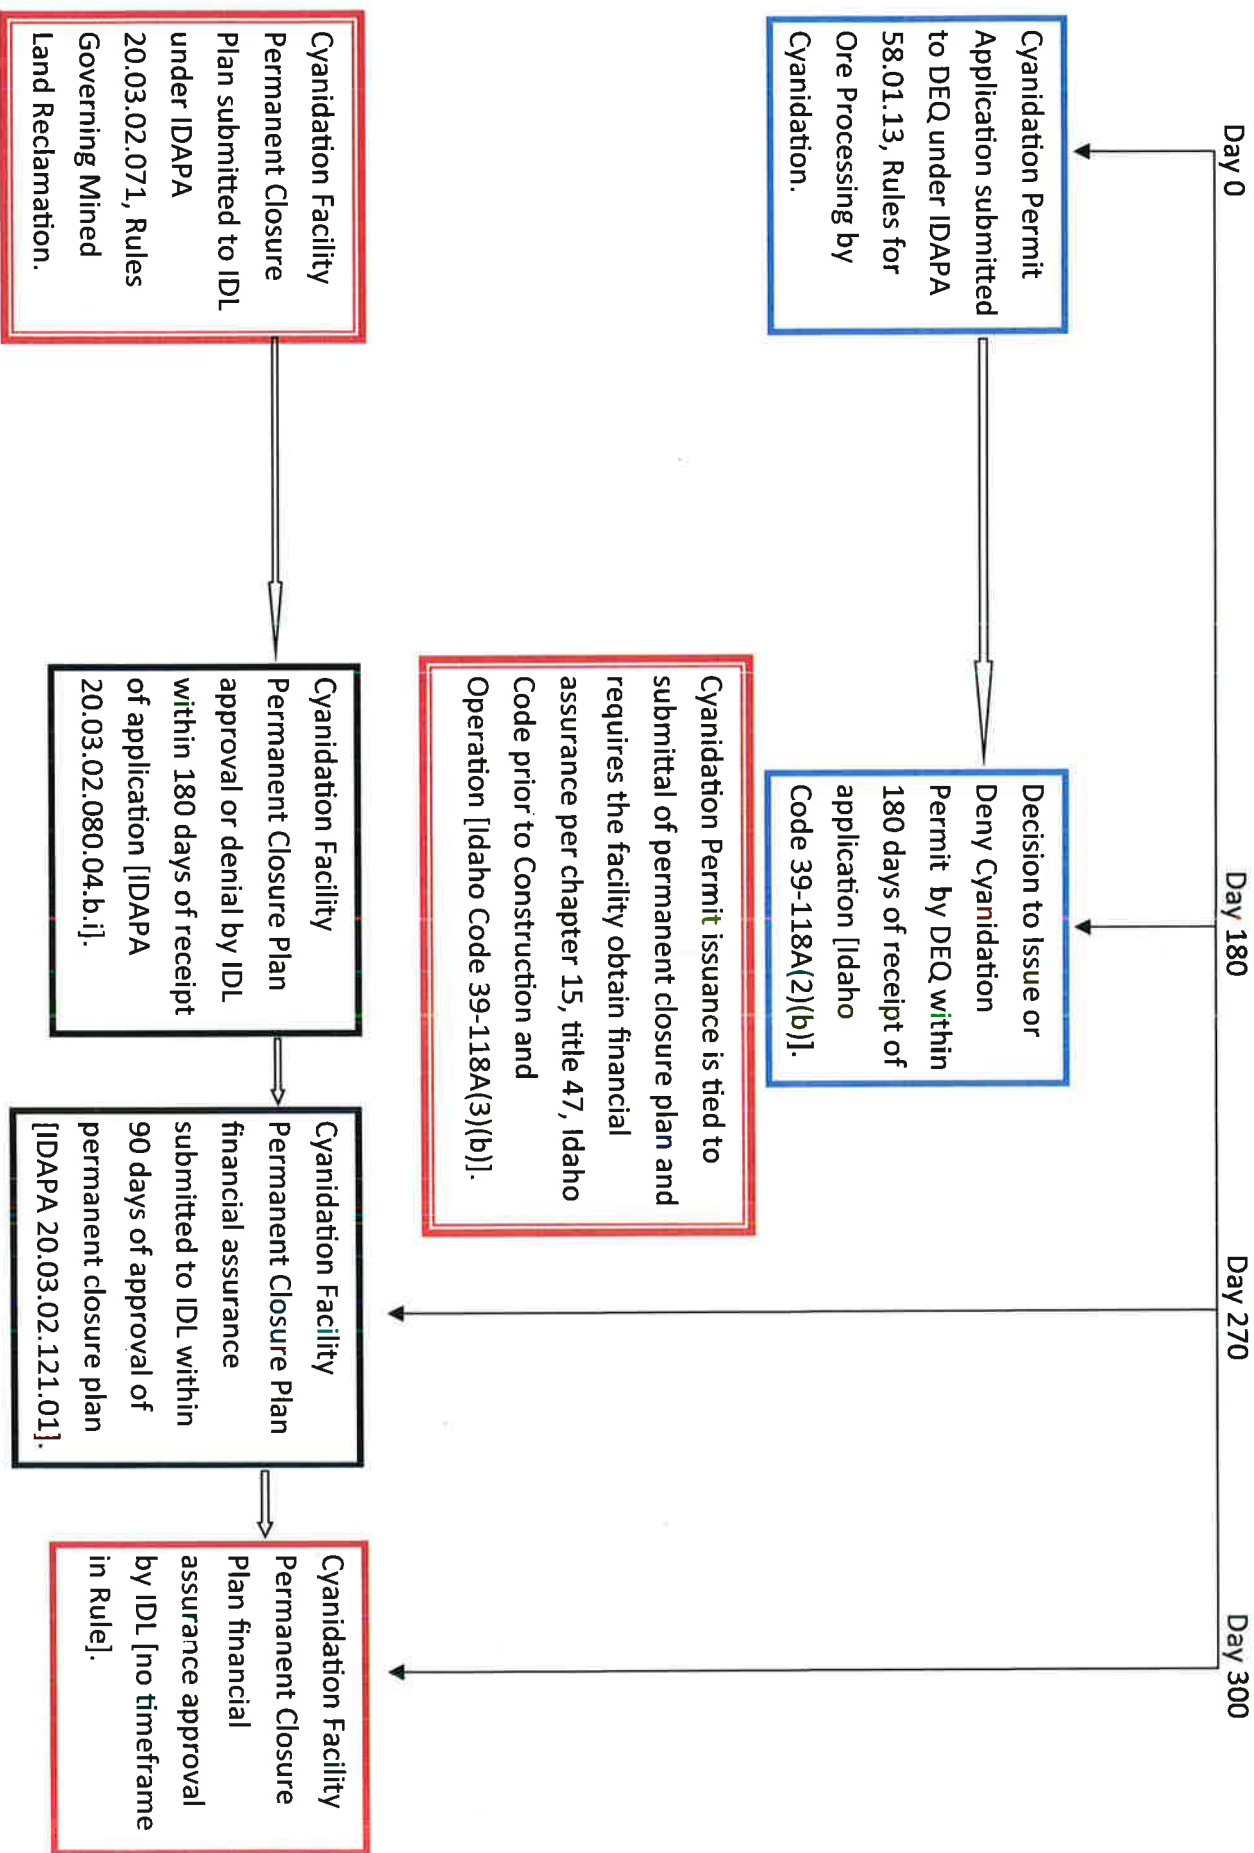 Day 0
Day 180
Day 270
Day 300
Cyanidation Permit
Application submitted
to DEQ under IDAPA
58.01.13, Rules for
Ore Processing by
Cyanidation.
Decision to Issue or
Deny Cyanidation
Permit by DEQ within
180 days of receipt of
application [Idaho
Code 39-118A(2)(b)].
Cyanidation Permit issuance is tied to
submittal of permanent closure plan and
requires the facility obtain financial
assurance per chapter 15, title 47, Idaho
Code prior to Construction and
Operation [Idaho Code 39-118A(3)(b)].
Cyanidation Facility
Permanent Closure
Plan submitted to IDL
under IDAPA
20.03.02.071, Rules
Governing Mined
Land Reclamation.
Cyanidation Facility
Permanent Closure Plan
approval or denial by IDL
within 180 days of receipt
of application [IDAPA
20.03.02.080.04.b.i].
Cyanidation Facility
Permanent Closure Plan
financial assurance
submitted to IDL within
90 days of approval of
permanent closure plan
[IDAPA 20.03.02.121.01].
Cyanidation Facility
Permanent Closure
Plan financial
assurance approval
by IDL [no timeframe
in Rule].